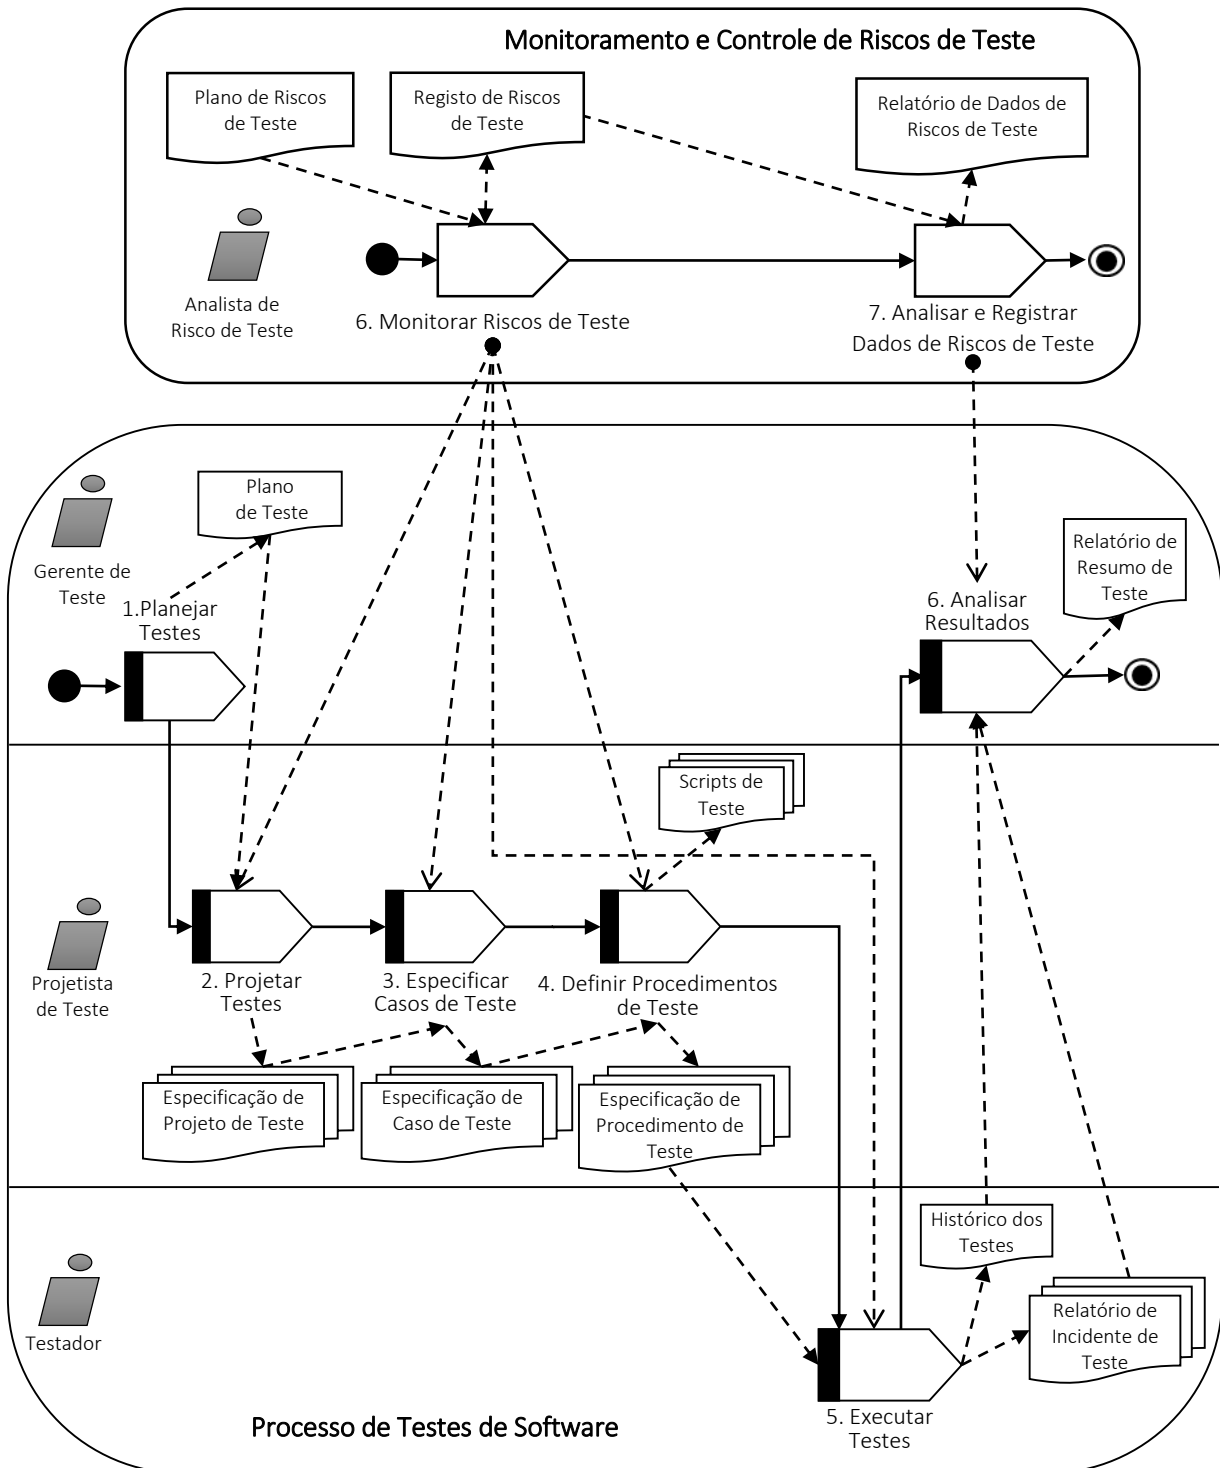 Monitoramento e Controle de Riscos de Teste
Plano de Riscos
de Teste
Registo de Riscos
de Teste
Relatório de Dados de
Riscos de Teste
Analista de
Risco de Teste
6. Monitorar Riscos de Teste
7. Analisar e Registrar
Dados de Riscos de Teste
Gerente de
Teste
Plano
de Teste
1.Planejar
Testes
6. Analisar
Resultados
Relatório de
Resumo de
Teste
Scripts de
Teste
Projetista
de Teste
2. Projetar
Testes
3. Especificar
Casos de Teste
4. Definir Procedimentos
de Teste
Especificação de
Projeto de Teste
Especificação de
Caso de Teste
Especificação de
Procedimento de
Teste
Testador
Histórico dos
Testes
Relatório de
Incidente de
Teste
5. Executar
Testes
Processo de Testes de Software